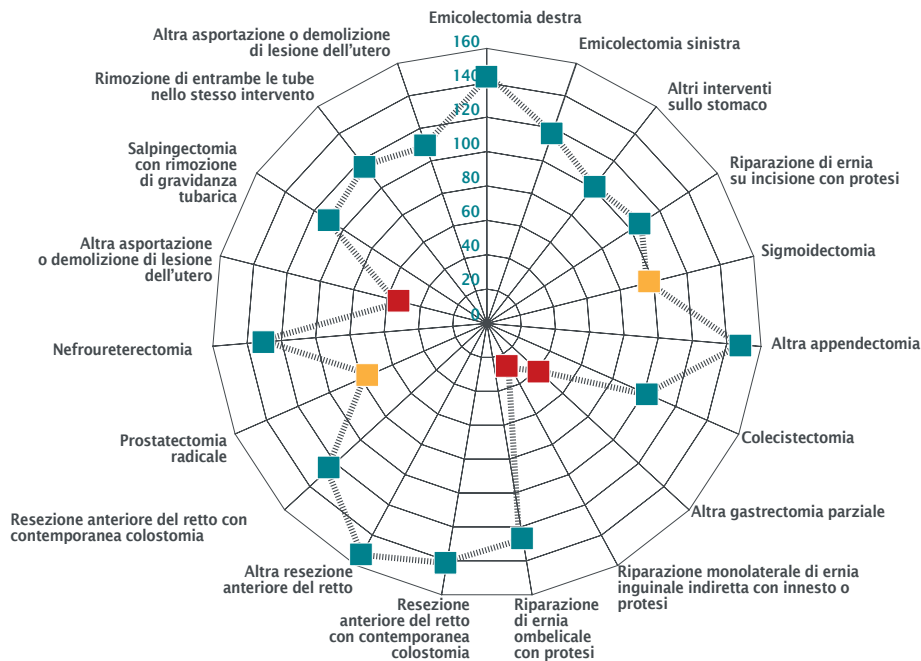 Emicolectomia destra
Emicolectomia sinistra
Altri interventi
sullo stomaco
Riparazione di ernia
su incisione con protesi
Sigmoidectomia
Altra appendectomia
Colecistectomia
Altra gastrectomia parziale
Riparazione monolaterale di ernia
inguinale indiretta con innesto o
protesi
Riparazione
di ernia
ombelicale
con protesi
Resezione
anteriore del retto
con contemporanea
colostomia
Altra resezione
anteriore del retto
Resezione anteriore del retto con
contemporanea colostomia
Prostatectomia
radicale
Nefroureterectomia
Altra asportazione
o demolizione di lesione
dell'utero
Salpingectomia
con rimozione
di gravidanza
tubarica
Rimozione di entrambe le tube
nello stesso intervento
Altra asportazione o demolizione
di lesione dell'utero
160
140
120
100
80
60
40
20
0